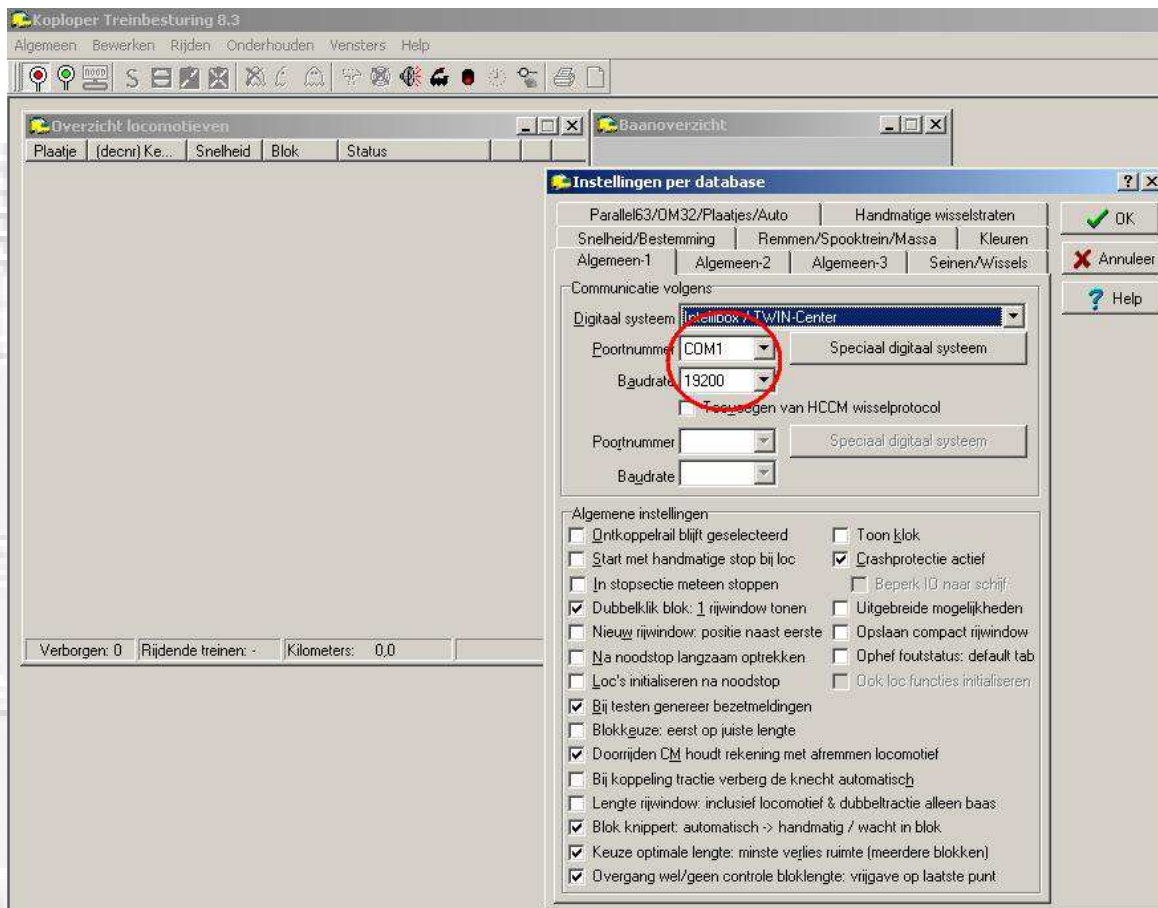 Koploper Treinbesturing 8.3
Algemeen Bewerken Rijden Onderhouden Vensters Help
Overzicht locomotieven
Plaatje (decnr) Ke... Snelheid Blok Status
Verborgen: 0 Rijdende treinen: - Kilometers: 0,0
Baanoverzicht
Instellingen per database
Parallel63/OM32/Plaatjes/Auto Handmatige wisselstraten
Snelheid/Bestemming Remmen/Spooktrein/Massa Kleuren
Algemeen-1 Algemeen-2 Algemeen-3 Seinen/Wissels
OK
Annuleer
Help
Communicatie volgens
Digitaal systeem Intellibox / TWIN-Center
Poortnummer COM1 Speciaal digitaal systeem
Baudrate 19200
Toevoegen van HCCM wisselprotocol
Poortnummer Speciaal digitaal systeem
Baudrate
Algemene instellingen
Ontkoppelrail blijft geselecteerd Toon klok
Start met handmatige stop bij loc Crashprotectie actief
In stopsectie meteen stoppen Beperk IO naar schijf
Dubbelklik blok: 1 rijwindow tonen Uitgebreide mogelijkheden
Nieuw rijwindow: positie naast eerste Opslaan compact rijwindow
Na noodstop langzaam optrekken Ophef foutstatus: default tab
Loc's initialiseren na noodstop Ook loc functies initialiseren
Bij testen genereer bezetmeldingen
Blokkeuze: eerst op juiste lengte
Doorrijden CM houdt rekening met afremmen locomotief
Bij koppeling tractie verberg de knecht automatisch
Lengte rijwindow: inclusief locomotief & dubbeltractie alleen baas
Blok knippert: automatisch -> handmatig / wacht in blok
Keuze optimale lengte: minste verlies ruimte (meerdere blokken)
Overgang wel/geen controle bloklengte: vrijgave op laatste punt